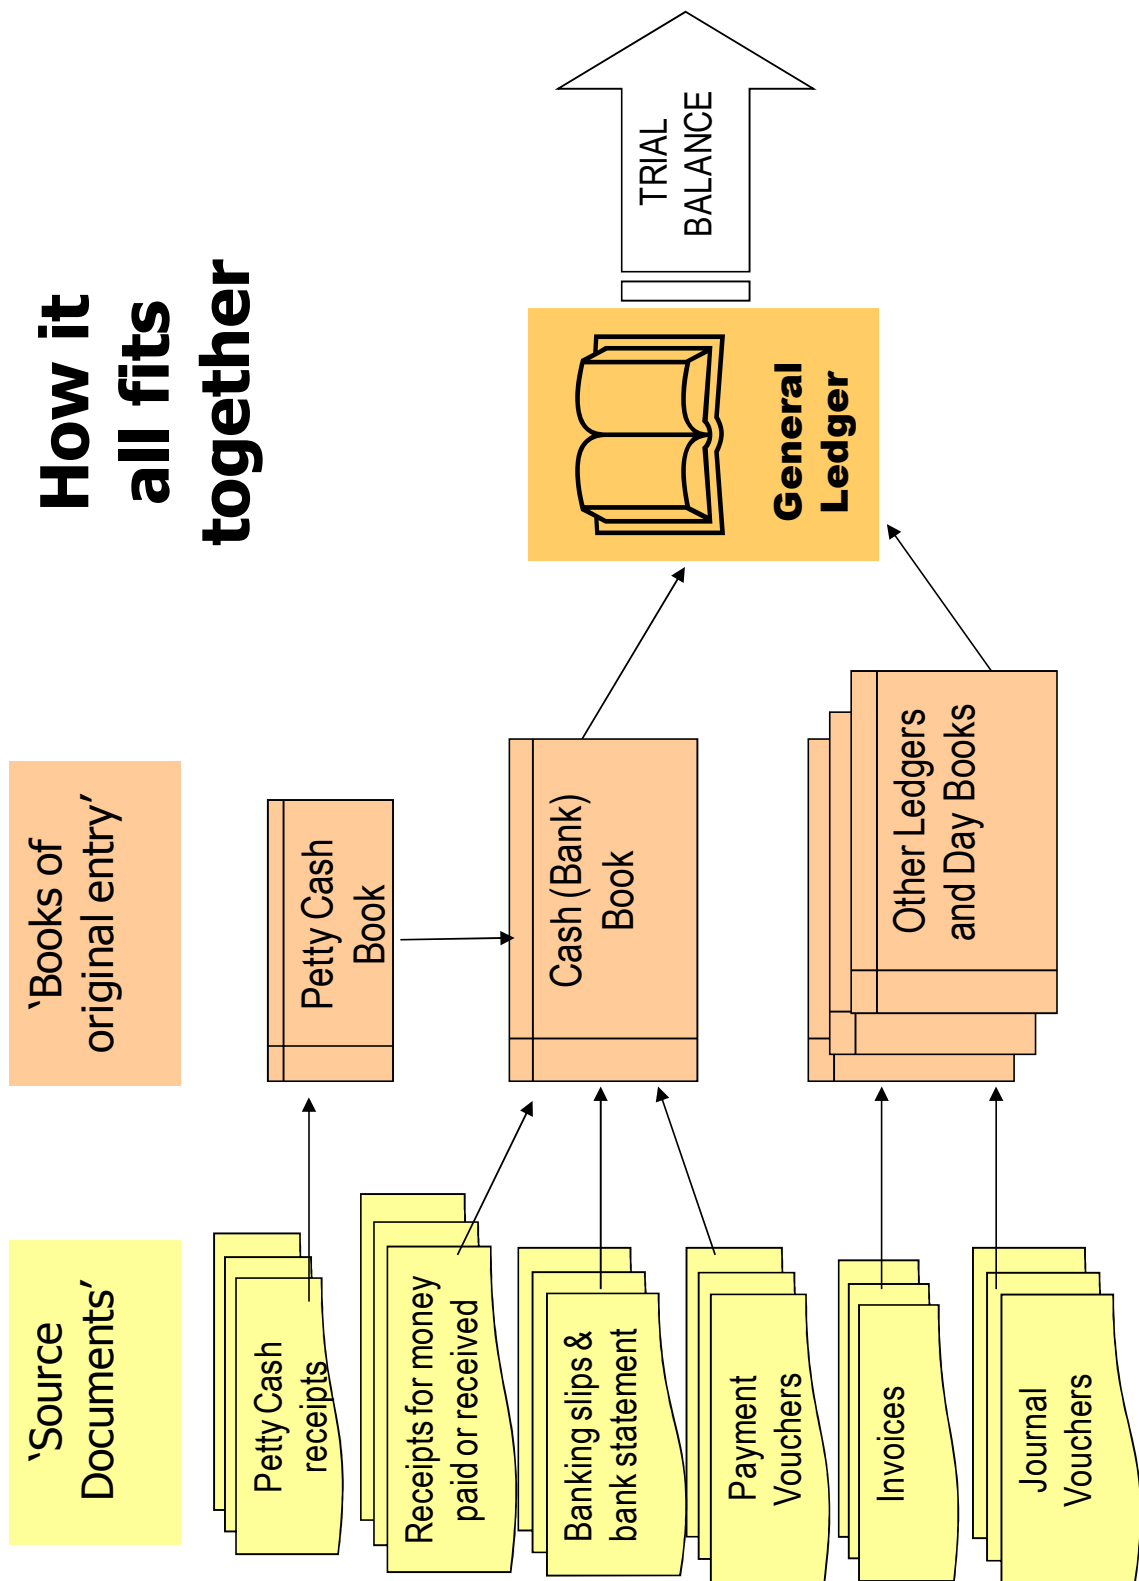 How it
all fits
together
‘Source
Documents’
‘Books of
original entry’
Petty Cash
receipts
Receipts for money
paid or received
Banking slips &
bank statement
Payment
Vouchers
Invoices
Journal
Vouchers
Petty Cash
Book
Cash (Bank)
Book
Other Ledgers
and Day Books
General
Ledger
TRIAL
BALANCE